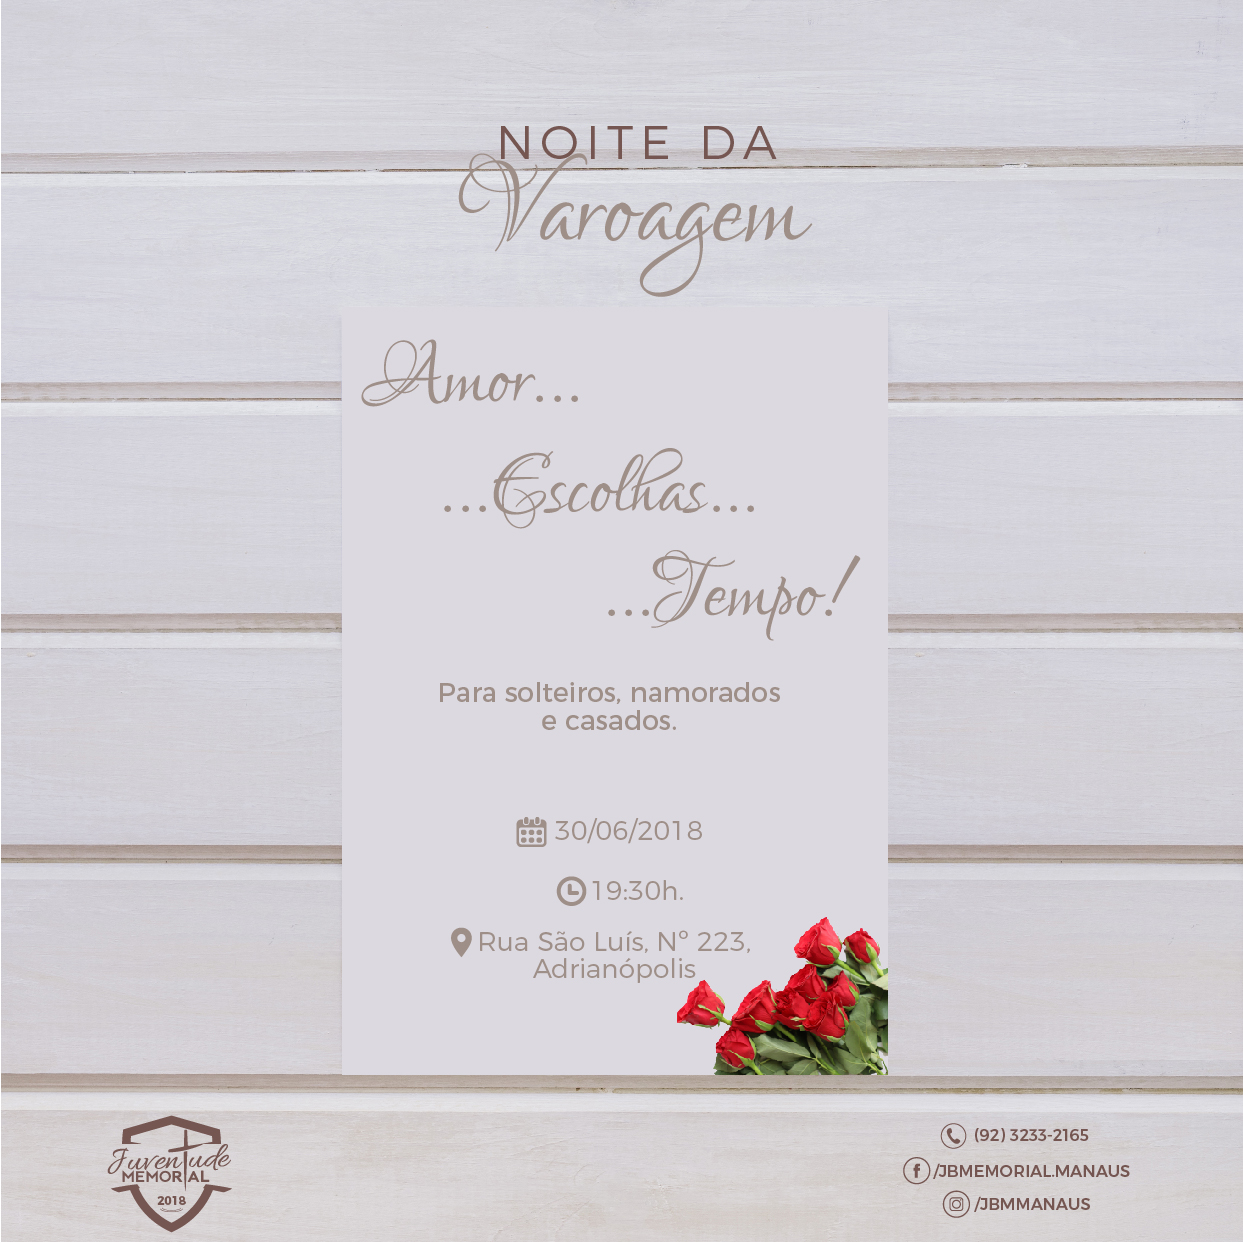 NOITE DA
Varoagem
Amor...
...Escolhas...
...Tempo!
Para solteiros, namorados
e casados.
30/06/2018
19:30h.
Rua São Luís, Nº 223,
Adrianópolis
Juventude
MEMORIAL
2018
(92) 3233-2165
/JBMEMORIAL.MANAUS
/JBMMANAUS